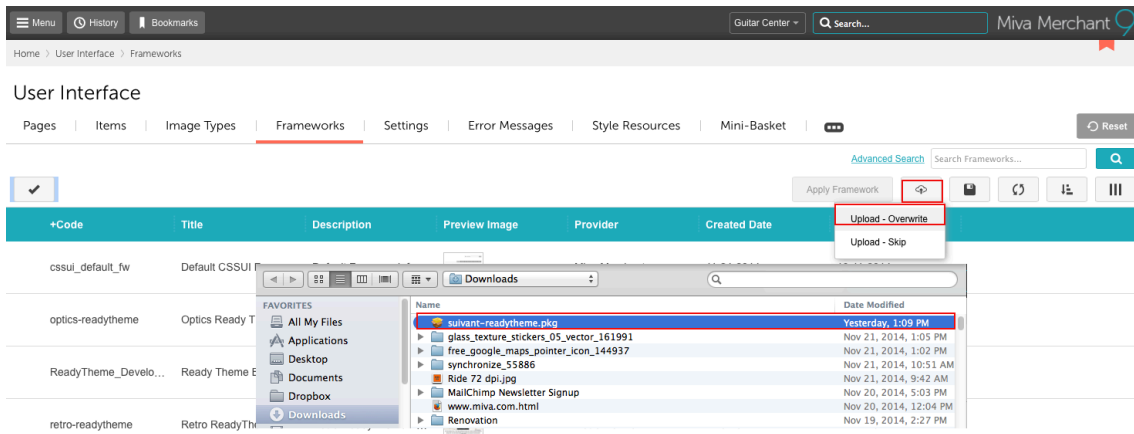 Menu History Bookmarks Guitar Center Search... Miva Merchant 9
Home > User Interface > Frameworks
User Interface
Pages Items Image Types Frameworks Settings Error Messages Style Resources Mini-Basket Reset
Advanced Search Search Frameworks...
Apply Framework
+Code Title Description Preview Image Provider Created Date
Upload - Overwrite
Upload - Skip
cssui_default_fw Default CSSUI
Downloads
FAVORITES Name Date Modified
All My Files suivant-readytheme.pkg Yesterday, 1:09 PM
optics-readytheme Optics Ready T
Applications glass_texture_stickers_05_vector_161991 Nov 21, 2014, 1:05 PM
Desktop free_google_maps_pointer_icon_144937 Nov 21, 2014, 1:02 PM
ReadyTheme_Develo... Ready Theme
Documents synchronize_55886 Nov 21, 2014, 10:51 AM
Ride 72 dpi.jpg Nov 21, 2014, 9:42 AM
Dropbox MailChimp Newsletter Signup Nov 20, 2014, 5:03 PM
www.miva.com.html Nov 20, 2014, 12:04 PM
Downloads Renovation Nov 19, 2014, 2:27 PM
retro-readytheme Retro ReadyTh